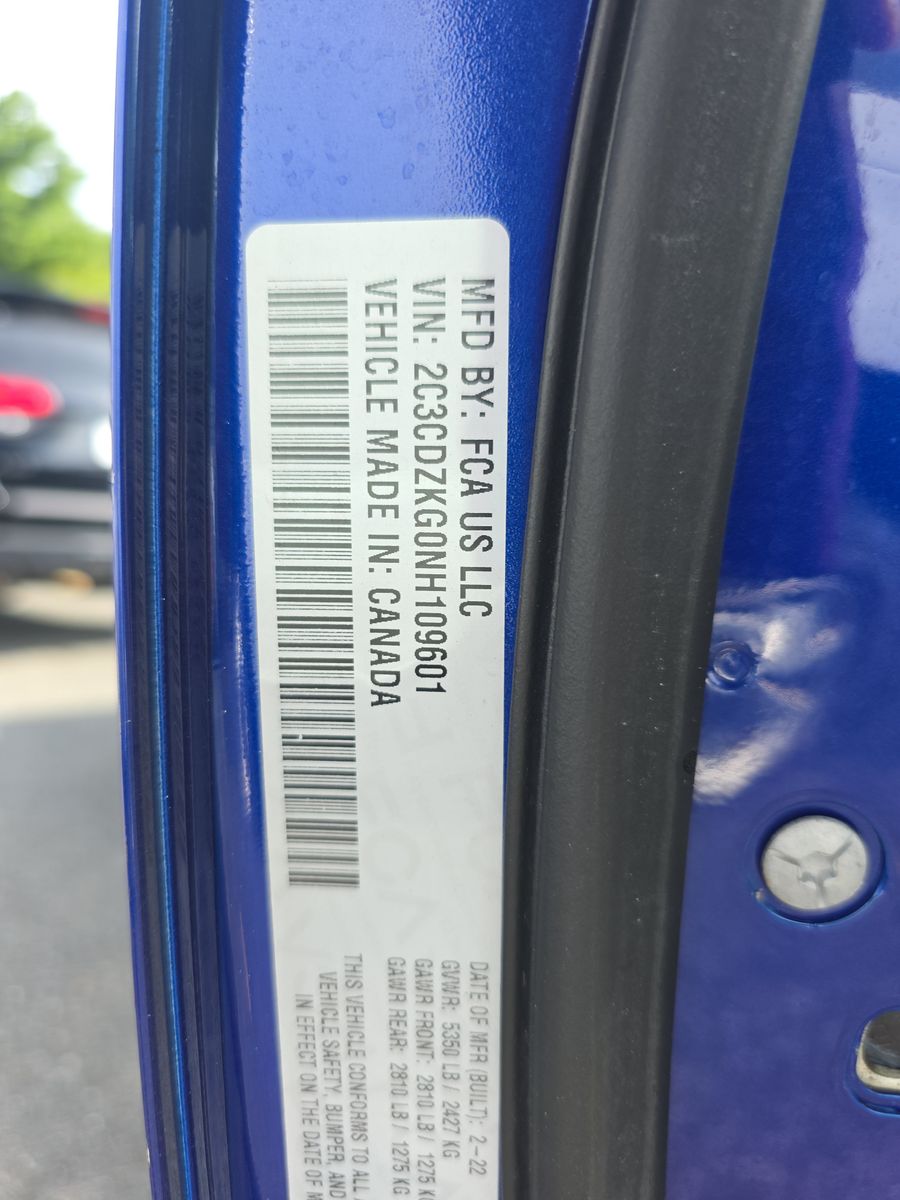 MFD BY: FCA US LLC
VIN: 2C3CDZKG0NH109601
VEHICLE MADE IN: CANADA
DATE OF MFR (BUILT): 2-22
GVWR: 5350 LB / 2427 KG
GAWR FRONT: 2810 LB / 1275 KG
GAWR REAR: 2810 LB / 1275 KG
THIS VEHICLE CONFORMS TO ALL
VEHICLE SAFETY, BUMPER, AND
IN EFFECT ON THE DATE OF